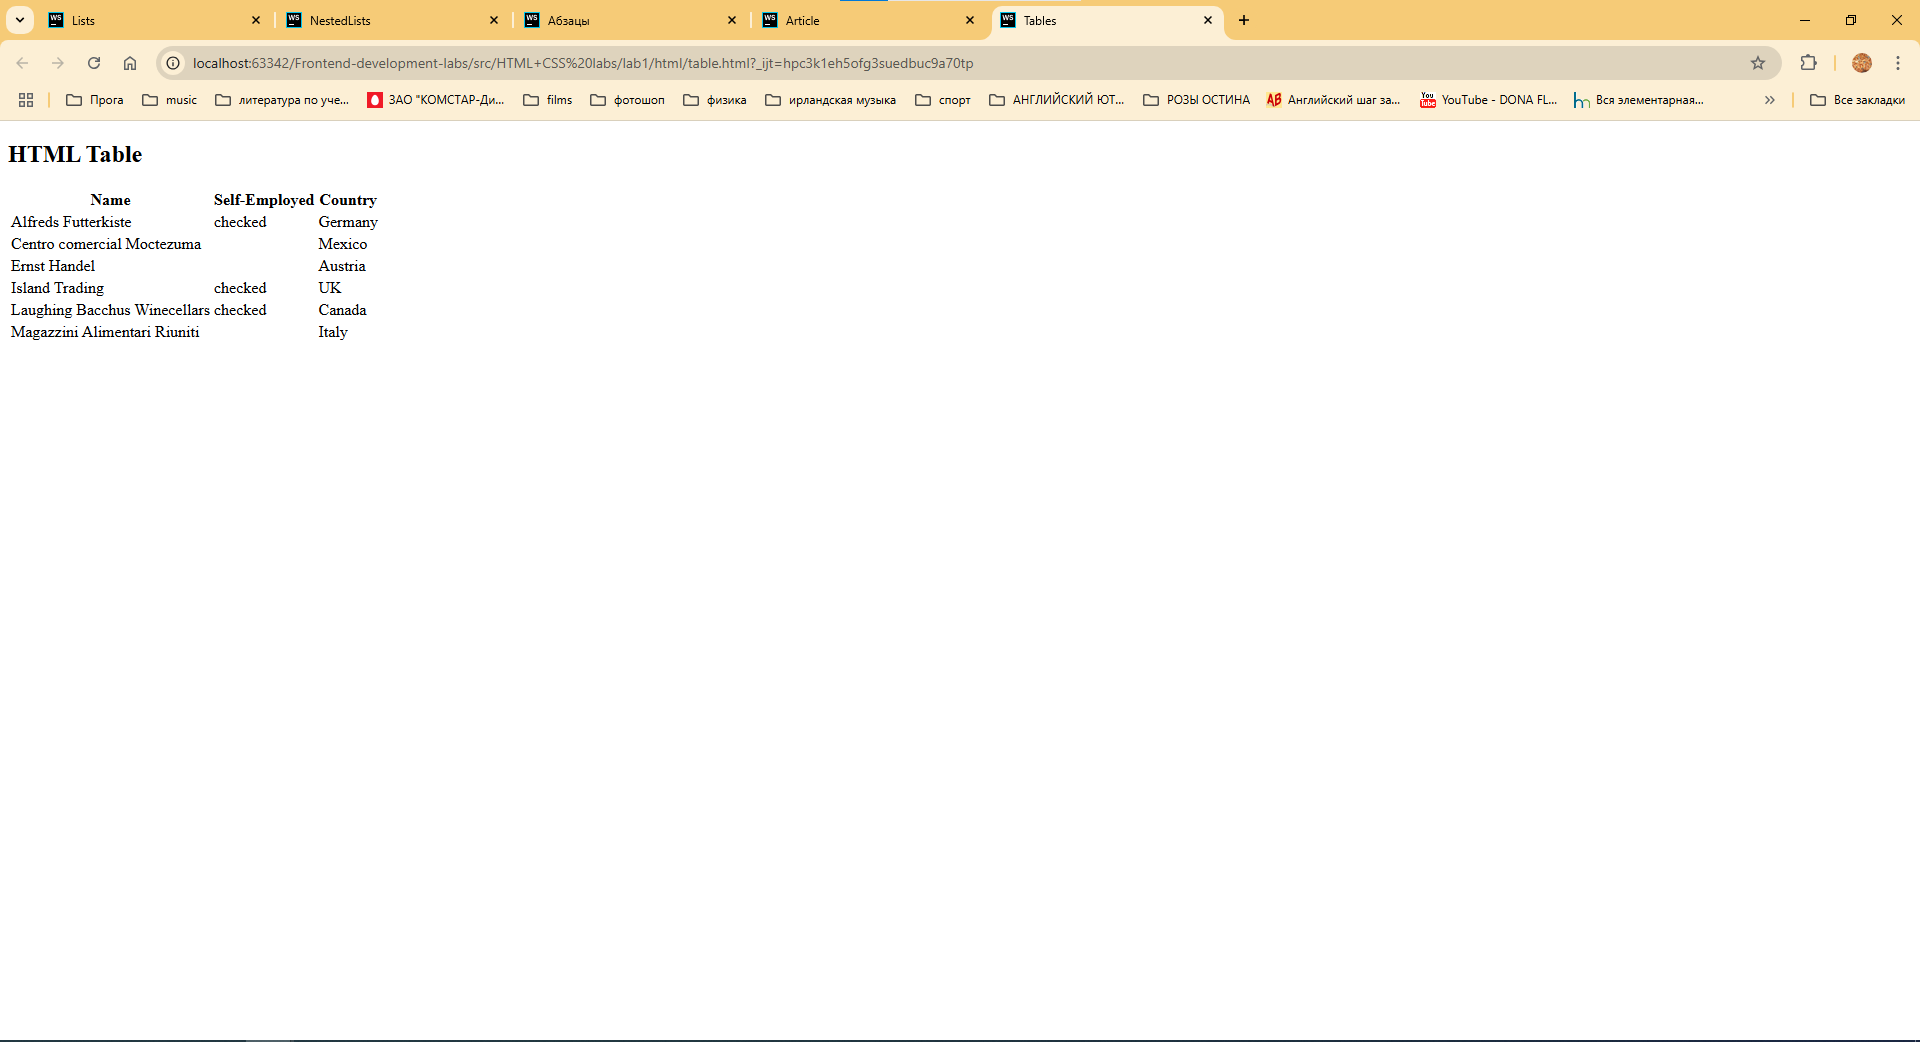 Lists
NestedLists
Абзацы
Article
Tables
localhost:63342/Frontend-development-labs/src/HTML+CSS%20labs/lab1/html/table.html?_ijt=hpc3k1eh5ofg3suedbuc9a70tp
Прога
music
литература по уче...
ЗАО "КОМСТАР-Ди...
films
фотошоп
физика
ирландская музыка
спорт
АНГЛИЙСКИЙ ЮТ...
РОЗЫ ОСТИНА
Английский шаг за...
YouTube - DONA FL...
Вся элементарная...
Все закладки
HTML Table
Name Self-Employed Country
Alfreds Futterkiste checked Germany
Centro comercial Moctezuma Mexico
Ernst Handel Austria
Island Trading checked UK
Laughing Bacchus Winecellars checked Canada
Magazzini Alimentari Riuniti Italy